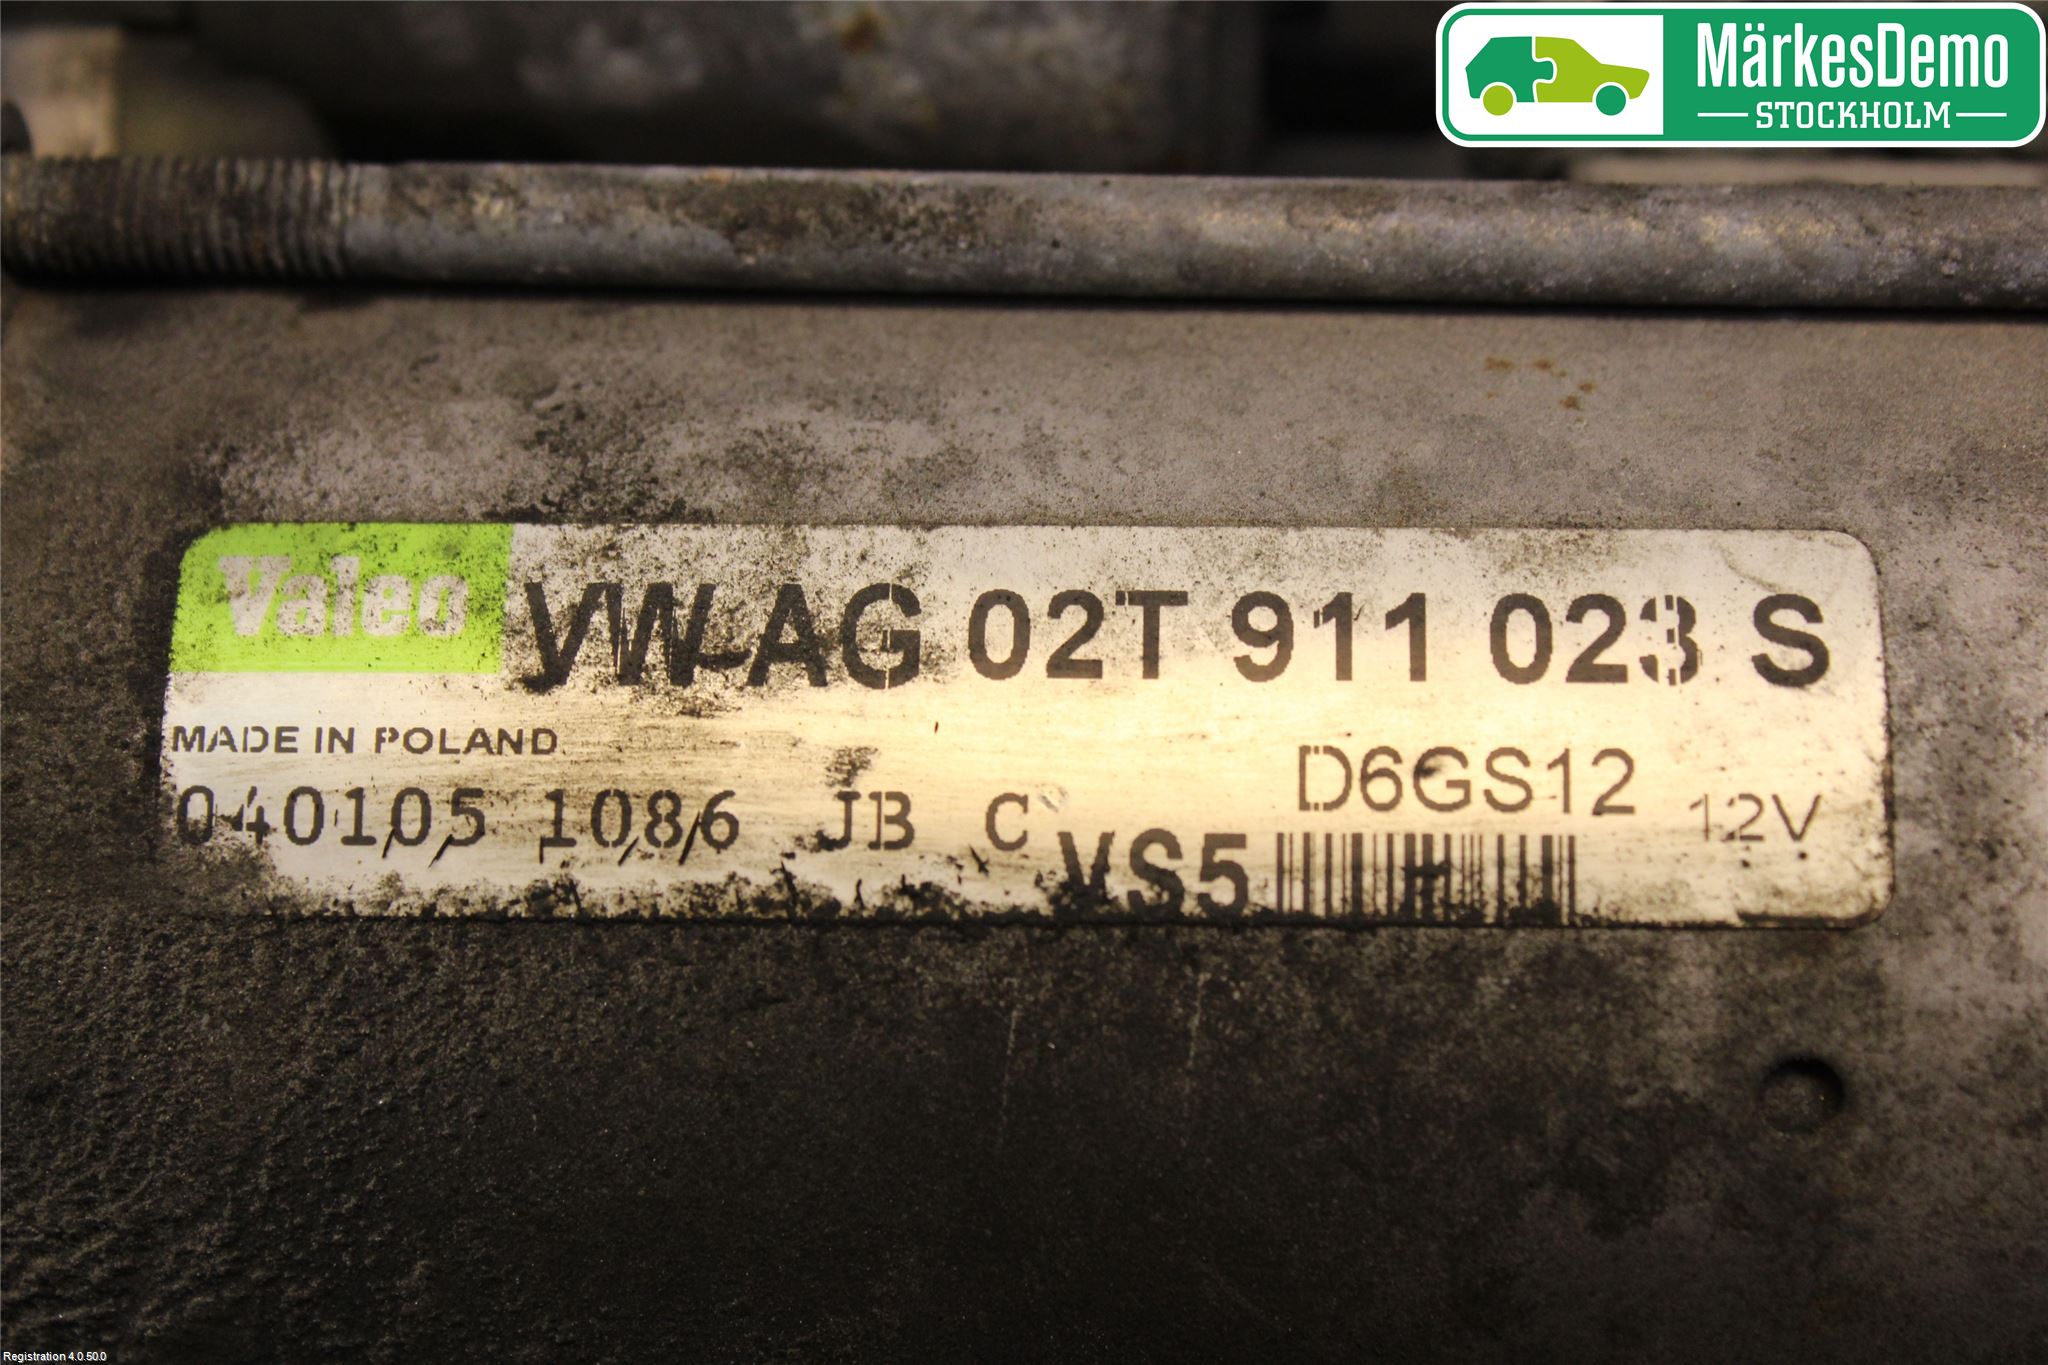 MärkesDemo
STOCKHOLM
Valeo VW AG 02T 911 023 S
MADE IN POLAND
D6GS12 12V
040105 1086 JB C
VS5
Registration 4.0.50.0